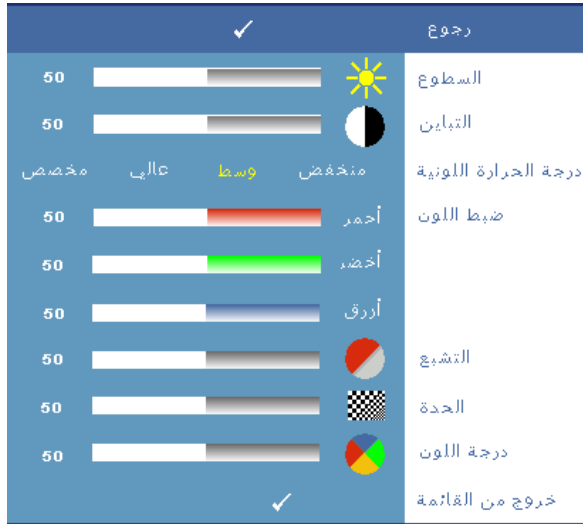 رجوع
السطوع 50
التباين 50
درجة الحرارة اللونية منخفض وسط عالي مخصص
ضبط اللون أحمر 50
أخضر 50
أررق 50
التشبع 50
الحدة 50
درجة اللون 50
خروج من القائمة